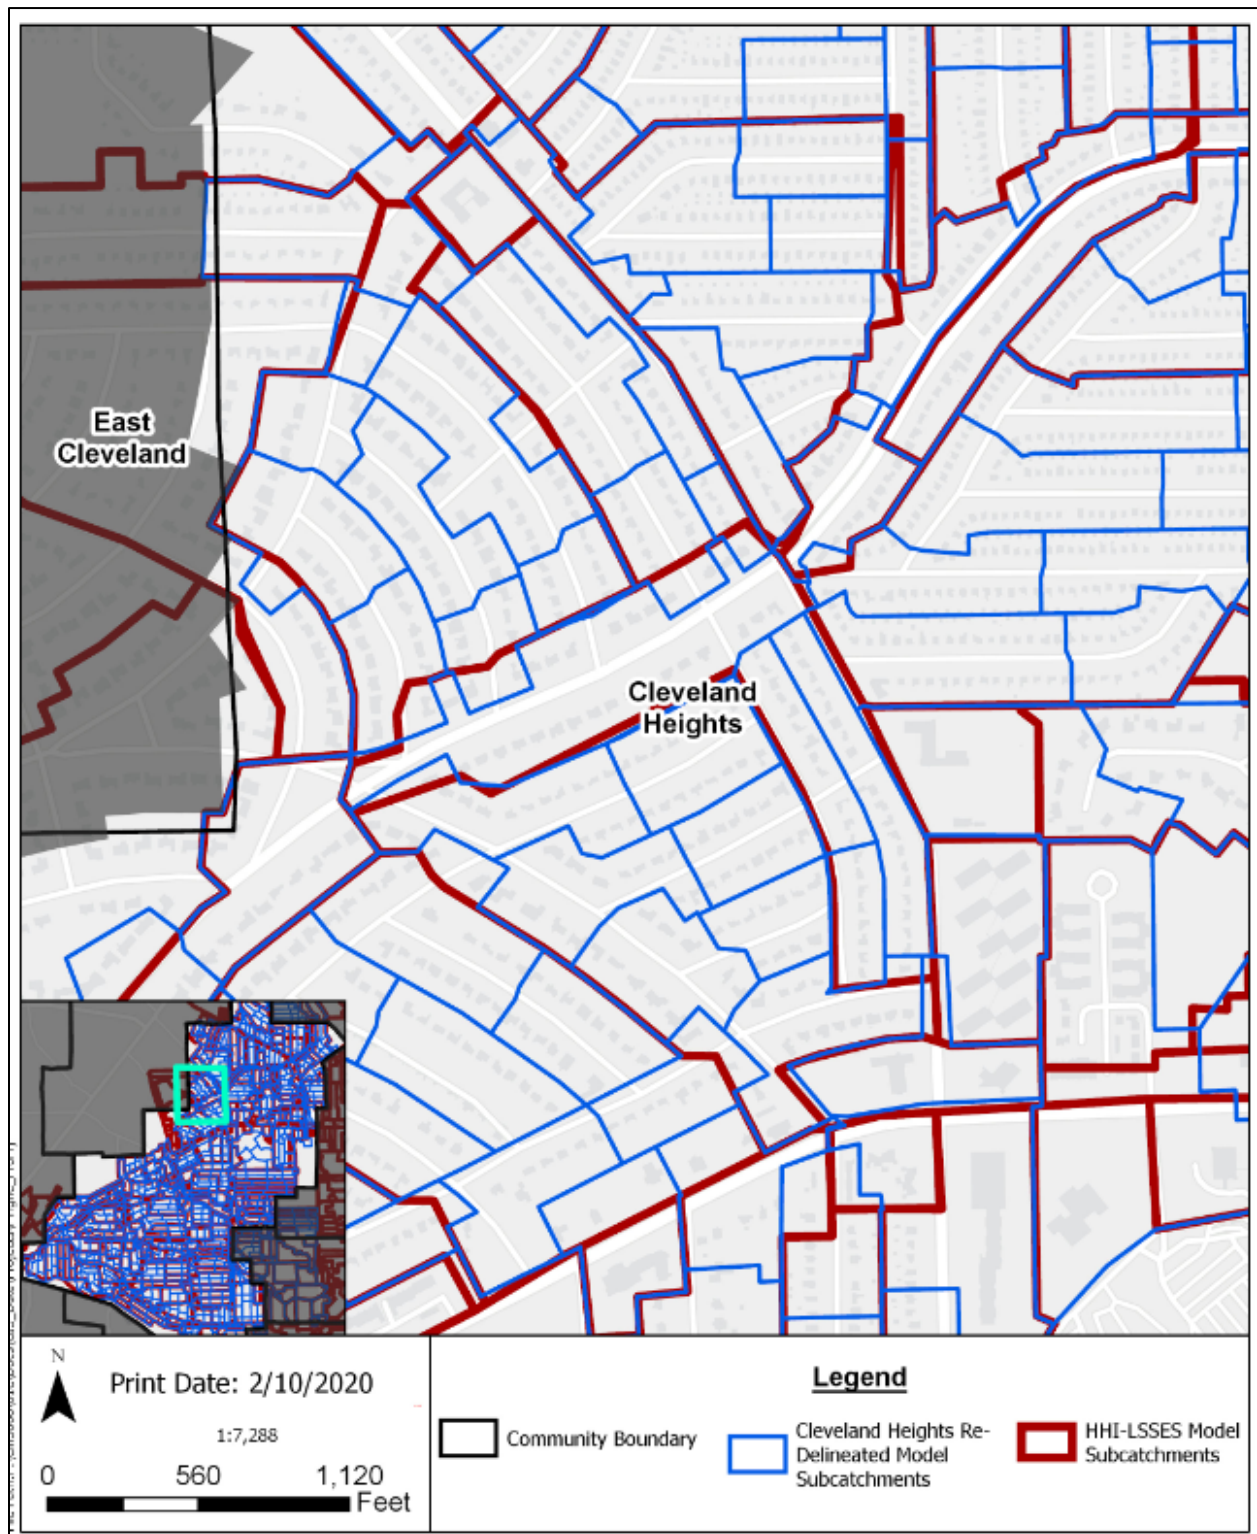 East
Cleveland
Cleveland
Heights
N
Print Date: 2/10/2020
1:7,288
0 560 1,120
Feet
Legend
Community Boundary
Cleveland Heights Re-
Delineated Model
Subcatchments
HHI-LSSES Model
Subcatchments